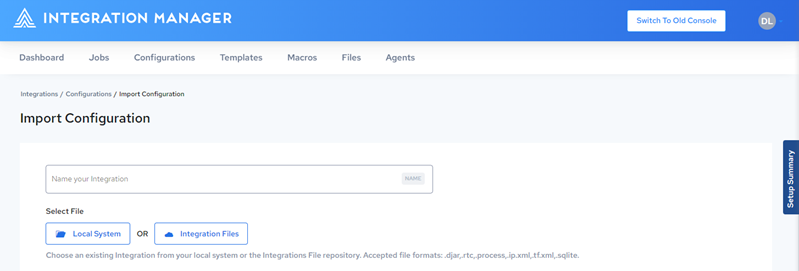 INTEGRATION MANAGER
Switch To Old Console
DL
Dashboard Jobs Configurations Templates Macros Files Agents
Integrations / Configurations / Import Configuration
Import Configuration
Name your Integration NAME
Setup Summary
Select File
Local System OR Integration Files
Choose an existing Integration from your local system or the Integrations File repository. Accepted file formats: .djar,.rtc,.process,.ip.xml,.tf.xml,.sqlite.